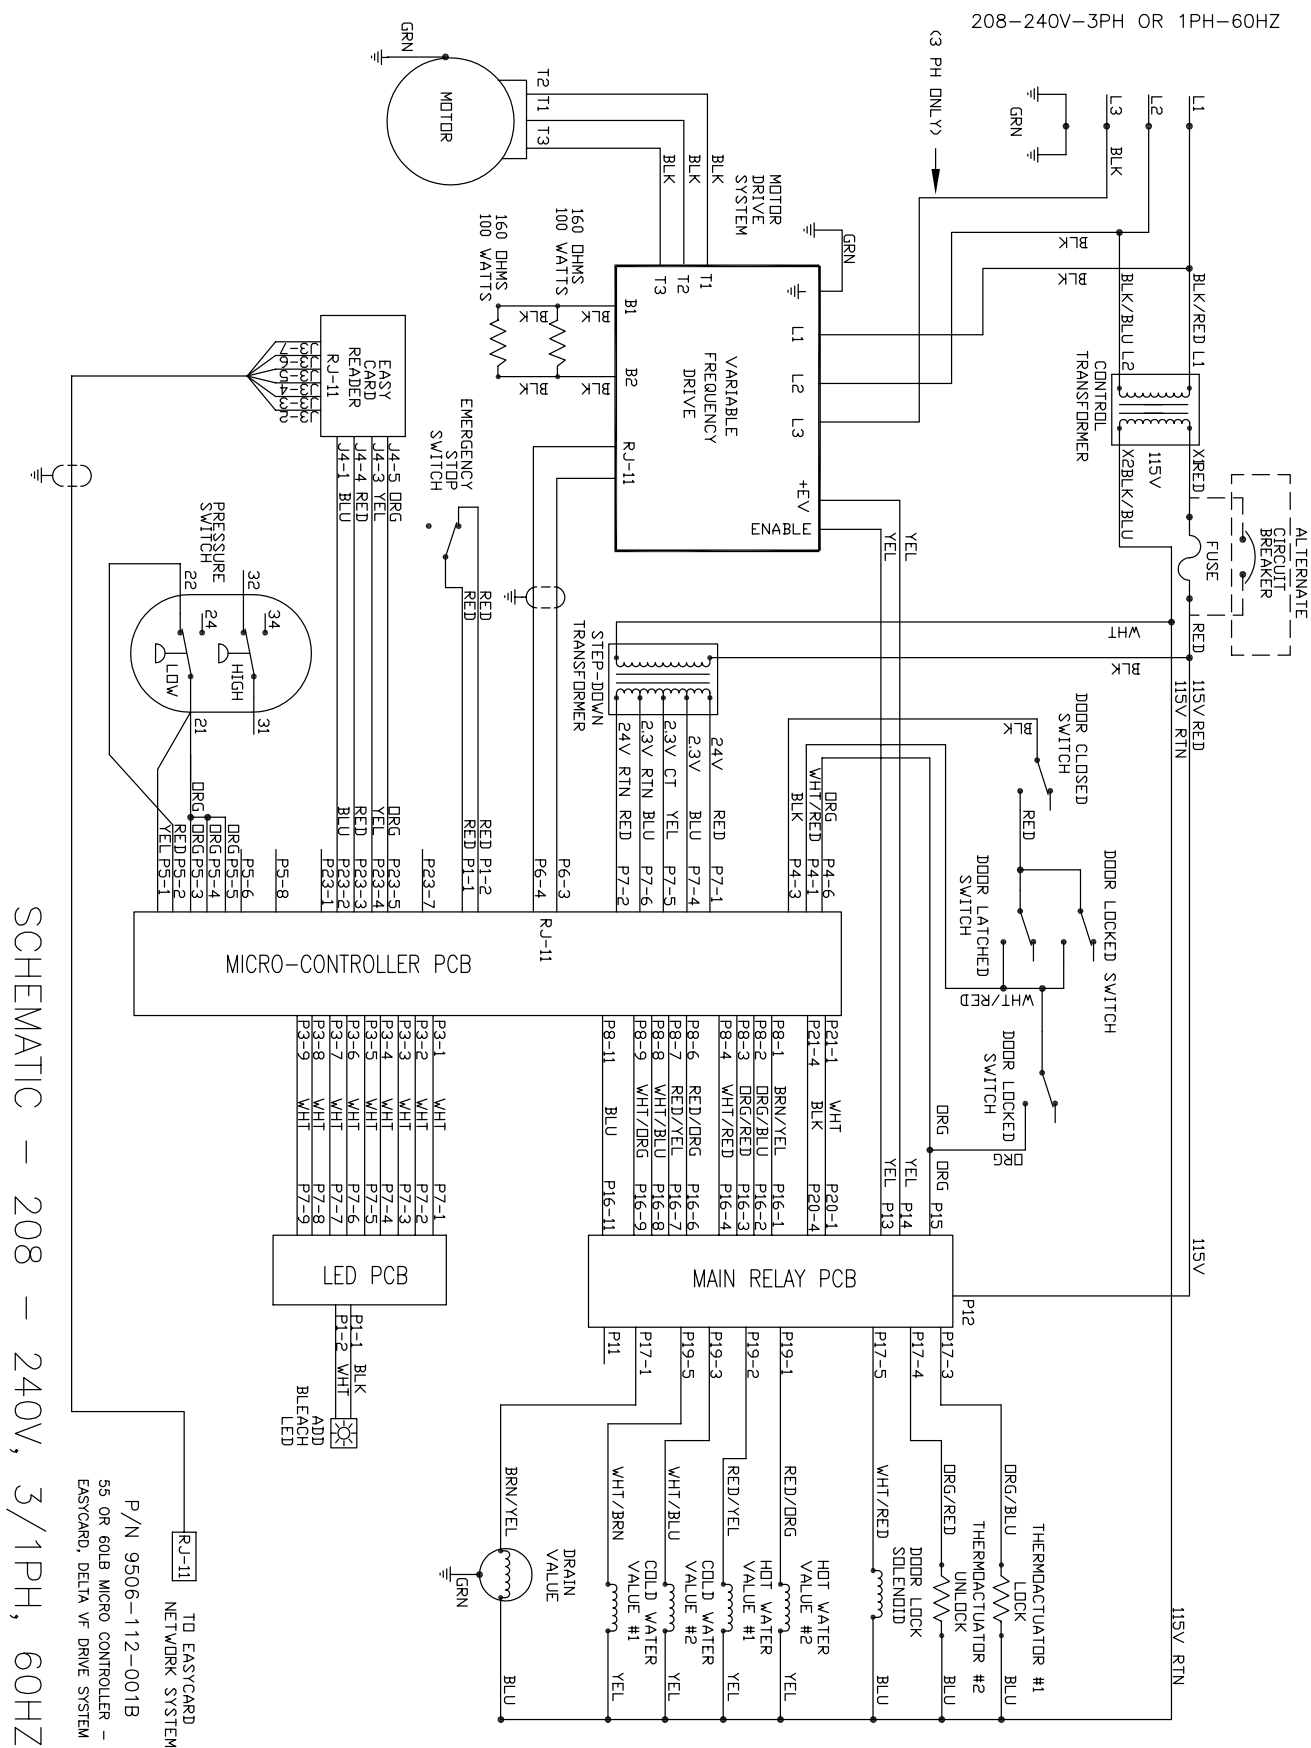 208-240V-3PH OR 1PH-60HZ
L1
L2
L3
BLK
GRN
(3 PH ONLY)
BLK
BLK
BLK/RED L1
BLK/BLU L2
CONTROL
TRANSFORMER
X1
RED
X2
BLK/BLU
115V
ALTERNATE
CIRCUIT
BREAKER
FUSE
RED
WHT
BLK
115V RED
115V RTN
115V
115V RTN
GRN
MOTOR
T2
T1
T3
BLK
BLK
BLK
MOTOR
DRIVE
SYSTEM
GRN
VARIABLE
FREQUENCY
DRIVE
T1
T2
T3
L1
L2
L3
B1
B2
RJ-11
+EV
ENABLE
YEL
YEL
160 OHMS
100 WATTS
160 OHMS
100 WATTS
BLK
BLK
BLK
BLK
EASY
CARD
READER
RJ-11
J3-7
J3-6
J3-5
J3-4
J3-3
J3-2
J4-5 ORG
J4-3 YEL
J4-4 RED
J4-1 BLU
EMERGENCY
STOP
SWITCH
RED
RED
PRESSURE
SWITCH
22
24
32
34
LOW
HIGH
21
31
STEP-DOWN
TRANSFORMER
24V
2.3V
2.3V CT
2.3V RTN
24V RTN
RED
BLU
YEL
BLU
RED
P7-1
P7-4
P7-5
P7-6
P7-2
DOOR CLOSED
SWITCH
BLK
RED
DOOR LATCHED
SWITCH
DOOR LOCKED SWITCH
WHT/RED
DOOR LOCKED
SWITCH
ORG
ORG P4-6
WHT/RED P4-1
BLK P4-3
P6-3
P6-4
RJ-11
RED P1-2
RED P1-1
P23-7
ORG P23-5
YEL P23-4
RED P23-3
BLU P23-2
P23-1
P5-8
P5-6
ORG P5-5
ORG P5-4
ORG P5-3
ORG
RED P5-2
YEL P5-1
MICRO-CONTROLLER PCB
P21-1 WHT P20-1
P21-4 BLK P20-4
P8-1 BRN/YEL P16-1
P8-2 ORG/BLU P16-2
P8-3 ORG/RED P16-3
P8-4 WHT/RED P16-4
P8-6 RED/ORG P16-6
P8-7 RED/YEL P16-7
P8-8 WHT/BLU P16-8
P8-9 WHT/ORG P16-9
P8-11 BLU P16-11
ORG
ORG P15
YEL P14
YEL P13
P3-1 WHT P7-1
P3-2 WHT P7-2
P3-3 WHT P7-3
P3-4 WHT P7-4
P3-5 WHT P7-5
P3-6 WHT P7-6
P3-7 WHT P7-7
P3-8 WHT P7-8
P3-9 WHT P7-9
LED PCB
P1-1 BLK
P1-2 WHT
ADD
BLEACH
LED
MAIN RELAY PCB
P12
P17-3
P17-4
P17-5
P19-1
P19-2
P19-3
P19-5
P17-1
P11
ORG/BLU
THERMOACTUATOR #1
LOCK
BLU
ORG/RED
THERMOACTUATOR #2
UNLOCK
BLU
WHT/RED
DOOR LOCK
SOLENOID
BLU
RED/ORG
HOT WATER
VALUE #2
YEL
RED/YEL
HOT WATER
VALUE #1
YEL
WHT/BLU
COLD WATER
VALUE #2
YEL
WHT/BRN
COLD WATER
VALUE #1
YEL
BRN/YEL
DRAIN
VALUE
GRN
BLU
RJ-11
TO EASYCARD
NETWORK SYSTEM
P/N 9506-112-001B
55 OR 60LB MICRO CONTROLLER -
EASYCARD, DELTA VF DRIVE SYSTEM
SCHEMATIC - 208 - 240V, 3/1PH, 60HZ